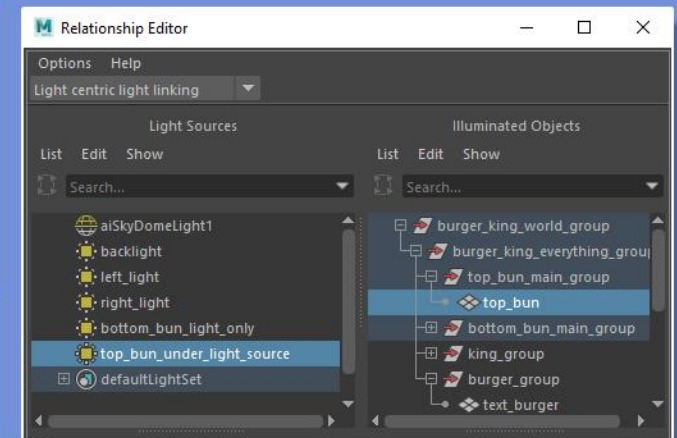 Relationship Editor
Options Help
Light centric light linking
Light Sources
List Edit Show
Search...
aiSkyDomeLight1
backlight
left_light
right_light
bottom_bun_light_only
top_bun_under_light_source
defaultLightSet
Illuminated Objects
List Edit Show
Search...
burger_king_world_group
burger_king_everything_group
top_bun_main_group
top_bun
bottom_bun_main_group
king_group
burger_group
text_burger